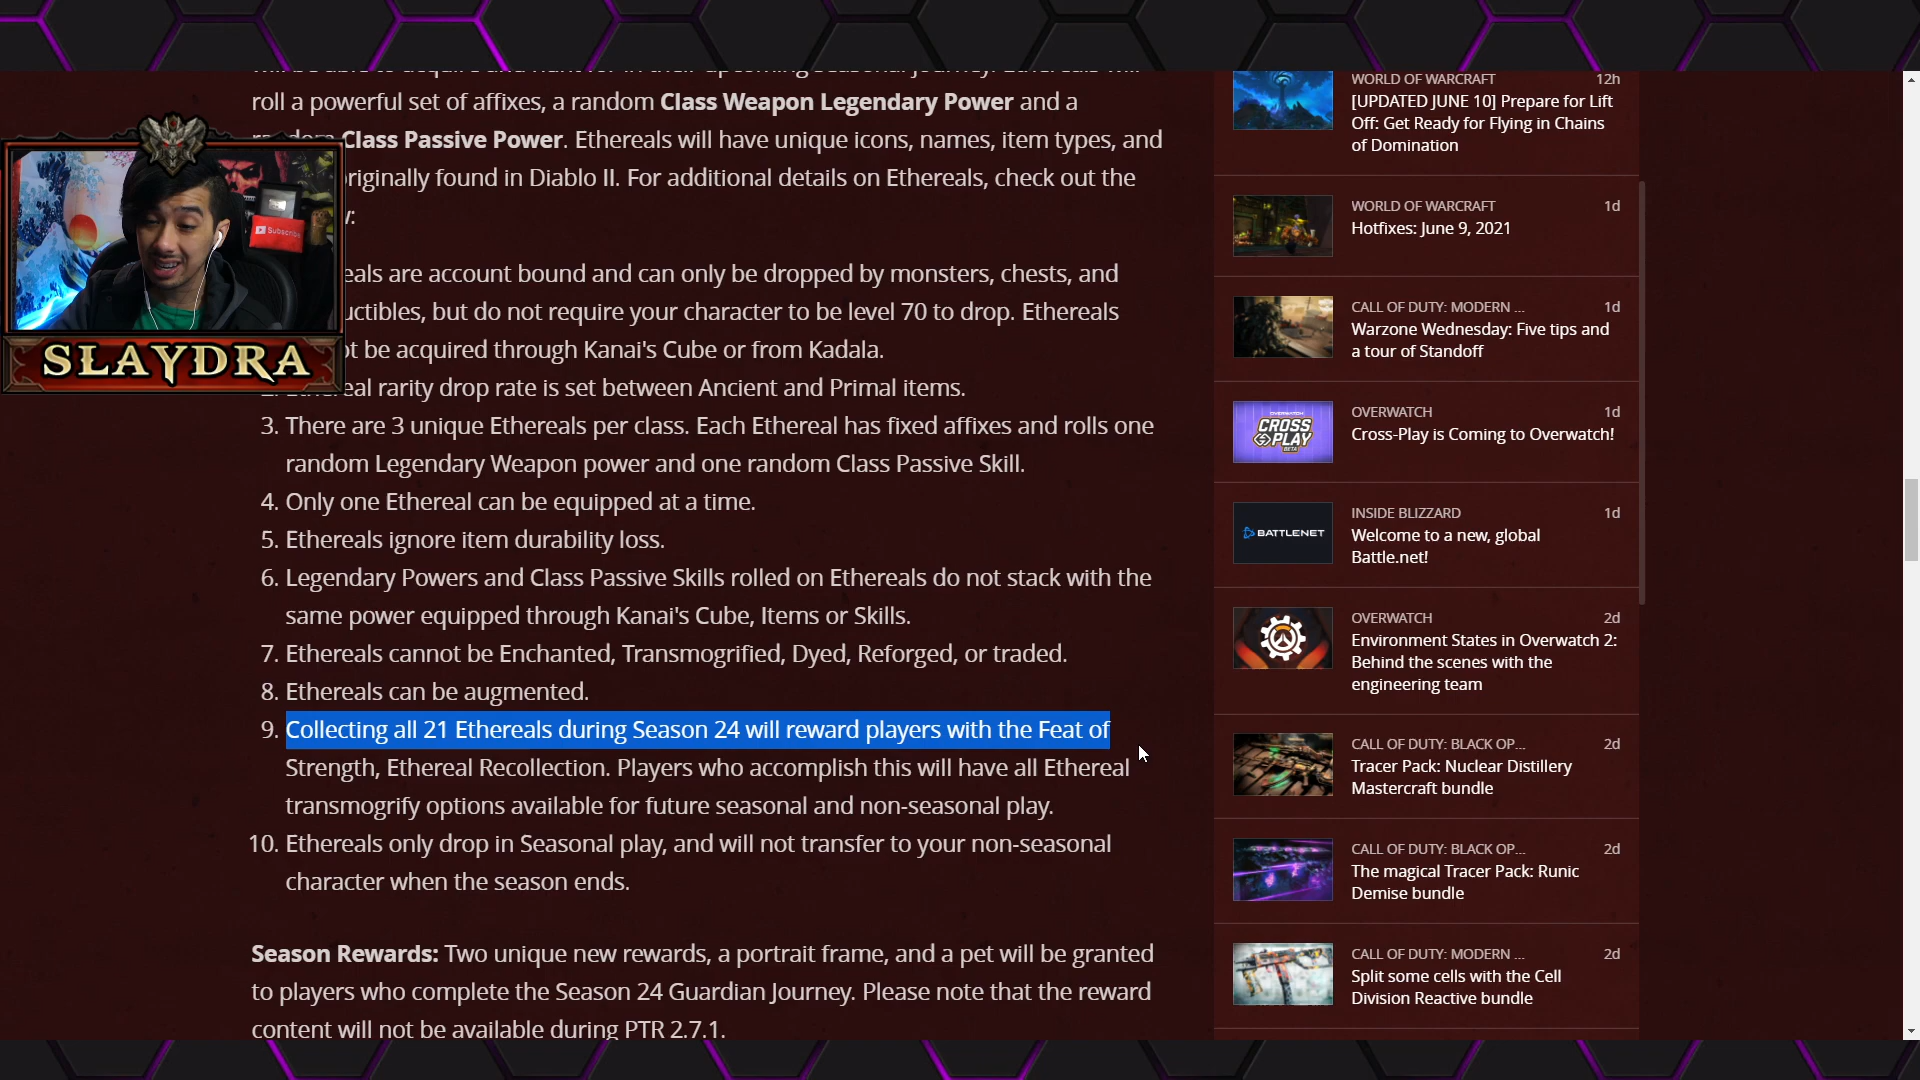 roll a powerful set of affixes, a random Class Weapon Legendary Power and a
Class Passive Power. Ethereals will have unique icons, names, item types, and
originally found in Diablo II. For additional details on Ethereals, check out the
are account bound and can only be dropped by monsters, chests, and
but do not require your character to be level 70 to drop. Ethereals
be acquired through Kanai's Cube or from Kadala.
rarity drop rate is set between Ancient and Primal items.
3. There are 3 unique Ethereals per class. Each Ethereal has fixed affixes and rolls one
random Legendary Weapon power and one random Class Passive Skill.
4. Only one Ethereal can be equipped at a time.
5. Ethereals ignore item durability loss.
6. Legendary Powers and Class Passive Skills rolled on Ethereals do not stack with the
same power equipped through Kanai's Cube, Items or Skills.
7. Ethereals cannot be Enchanted, Transmogrified, Dyed, Reforged, or traded.
8. Ethereals can be augmented.
9. Collecting all 21 Ethereals during Season 24 will reward players with the Feat of
Strength, Ethereal Recollection. Players who accomplish this will have all Ethereal
transmogrify options available for future seasonal and non-seasonal play.
10. Ethereals only drop in Seasonal play, and will not transfer to your non-seasonal
character when the season ends.
Season Rewards: Two unique new rewards, a portrait frame, and a pet will be granted
to players who complete the Season 24 Guardian Journey. Please note that the reward
content will not be available during PTR 2.7.1.
Subscribe
SLAYDRA
WORLD OF WARCRAFT 12h
[UPDATED JUNE 10] Prepare for Lift
Off: Get Ready for Flying in Chains
of Domination
WORLD OF WARCRAFT 1d
Hotfixes: June 9, 2021
CALL OF DUTY: MODERN ... 1d
Warzone Wednesday: Five tips and
a tour of Standoff
OVERWATCH
CROSS
PLAY
BETA
OVERWATCH 1d
Cross-Play is Coming to Overwatch!
BATTLENET
INSIDE BLIZZARD 1d
Welcome to a new, global
Battle.net!
OVERWATCH 2d
Environment States in Overwatch 2:
Behind the scenes with the
engineering team
CALL OF DUTY: BLACK OP... 2d
Tracer Pack: Nuclear Distillery
Mastercraft bundle
CALL OF DUTY: BLACK OP... 2d
The magical Tracer Pack: Runic
Demise bundle
CALL OF DUTY: MODERN ... 2d
Split some cells with the Cell
Division Reactive bundle